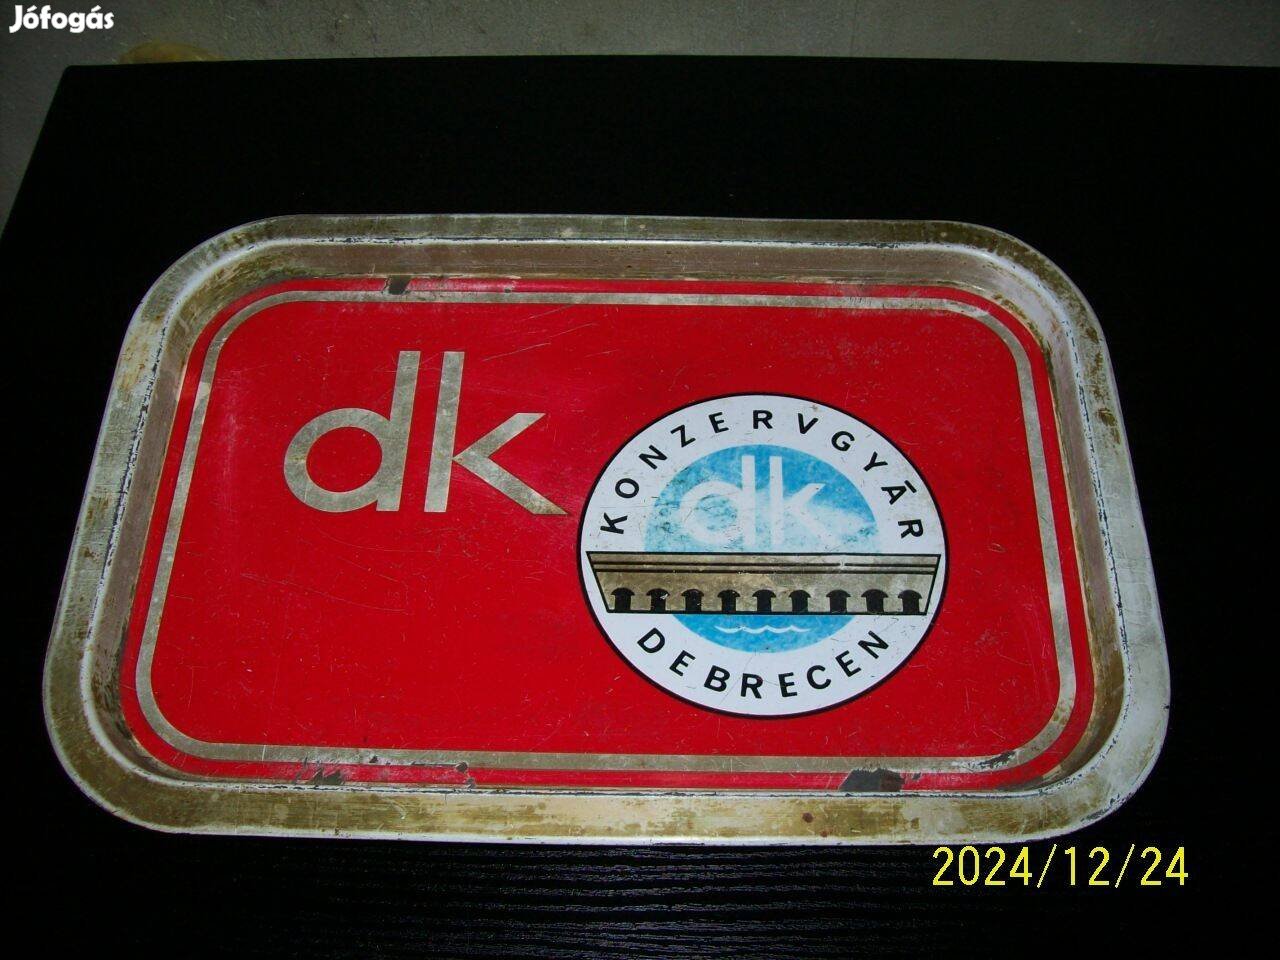 Jófogás
dk
KONZERVGYÁR
dk
DEBRECEN
2024/12/24